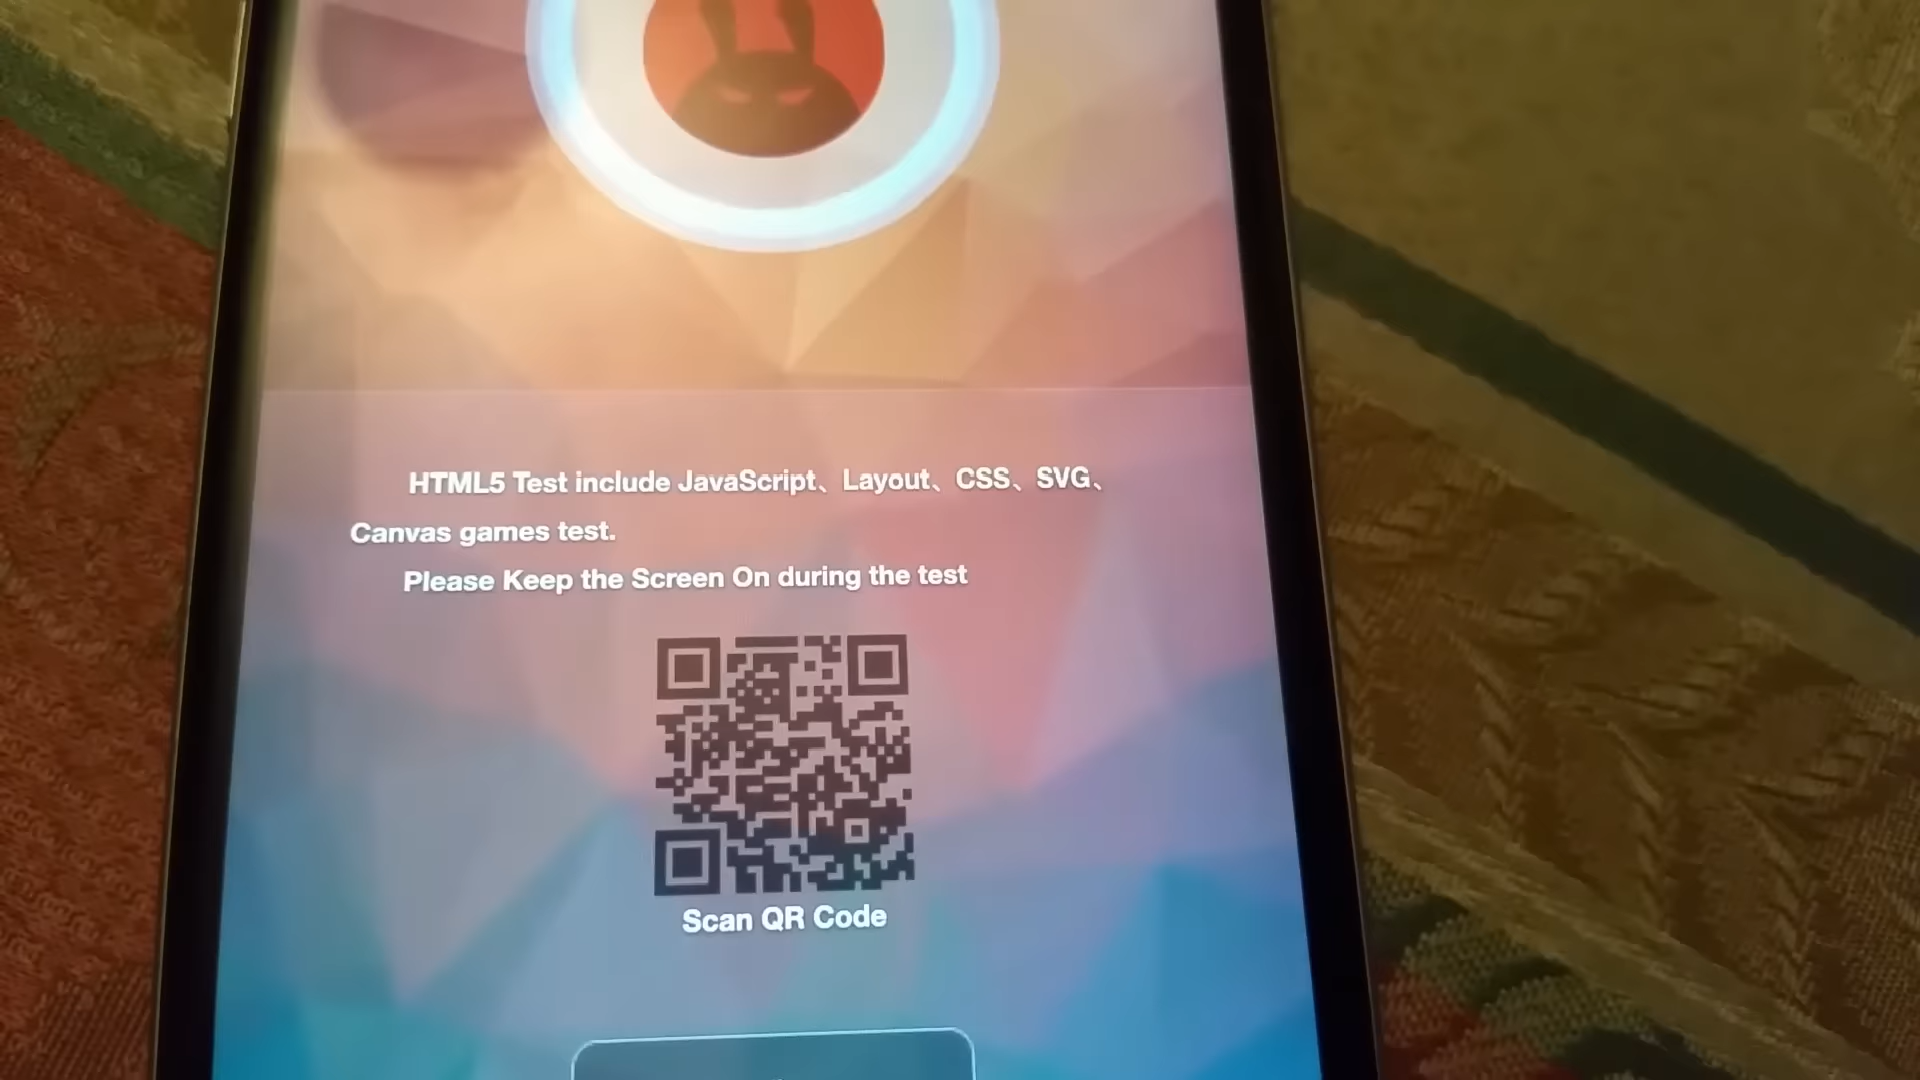 HTML5 Test include JavaScript、Layout、CSS、SVG、
Canvas games test.
Please Keep the Screen On during the test
Scan QR Code